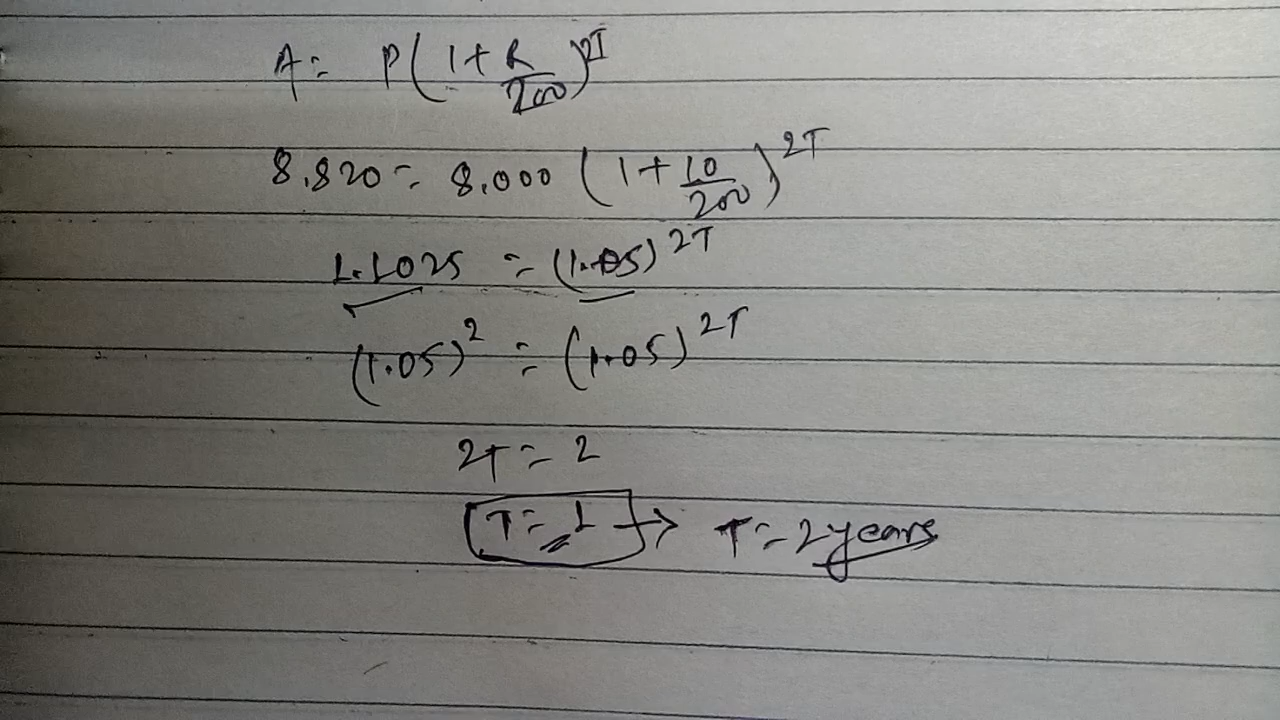 A = P(1+R/200)^2T
8,820 = 8,000 (1+10/200)^2T
1.1025 = (1.05)^2T
(1.05)^2 = (1.05)^2T
2T = 2
T = 1 → T = 2 years